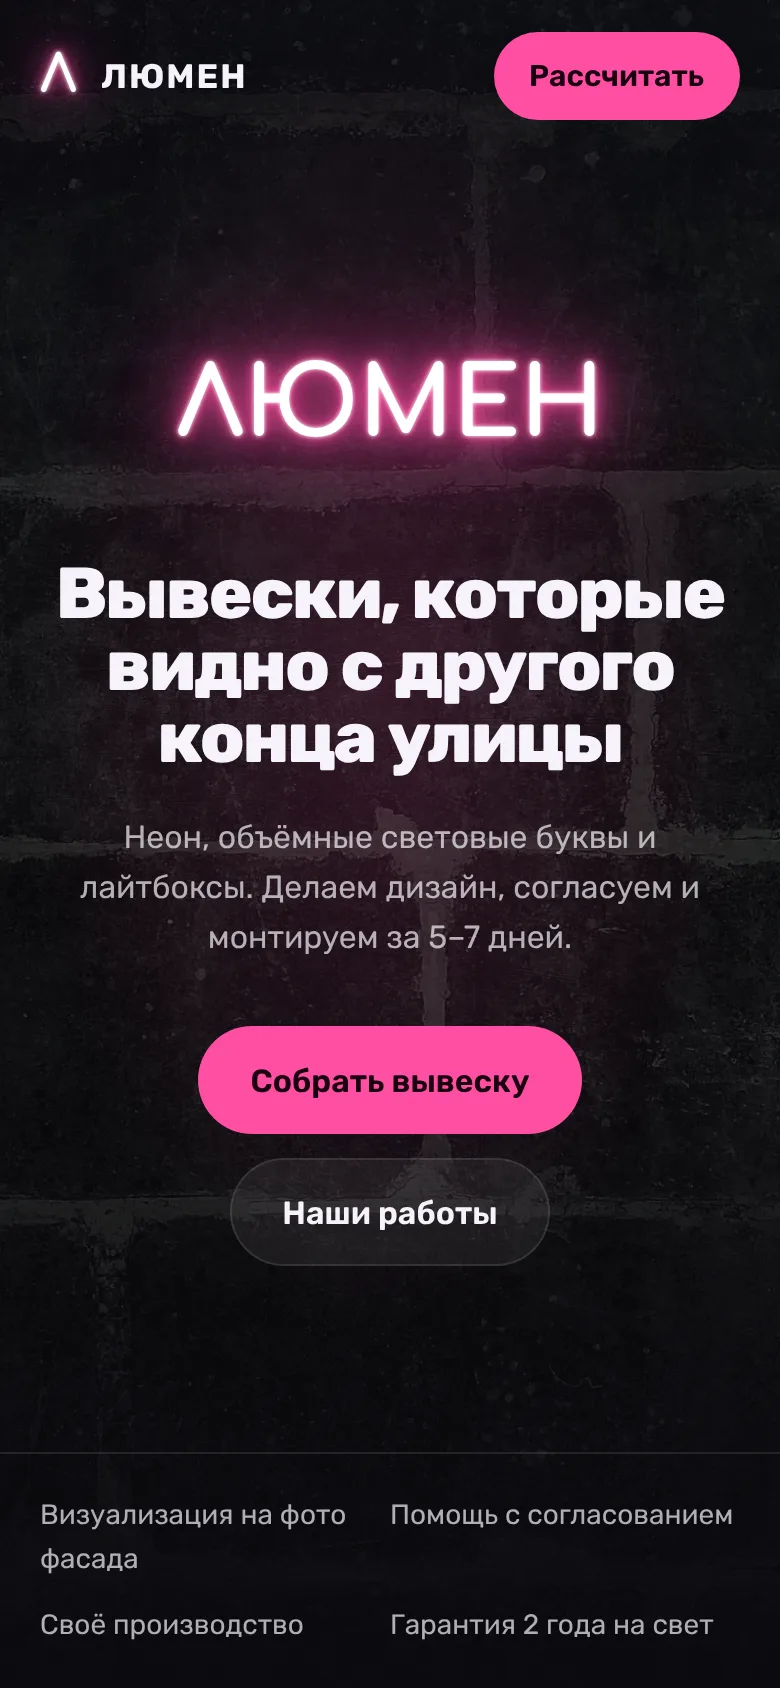 ЛЮМЕН
Рассчитать
ЛЮМЕН
Вывески, которые
видно с другого
конца улицы
Неон, объёмные световые буквы и
лайтбоксы. Делаем дизайн, согласуем и
монтируем за 5–7 дней.
Собрать вывеску
Наши работы
Визуализация на фото
фасада
Помощь с согласованием
Своё производство
Гарантия 2 года на свет